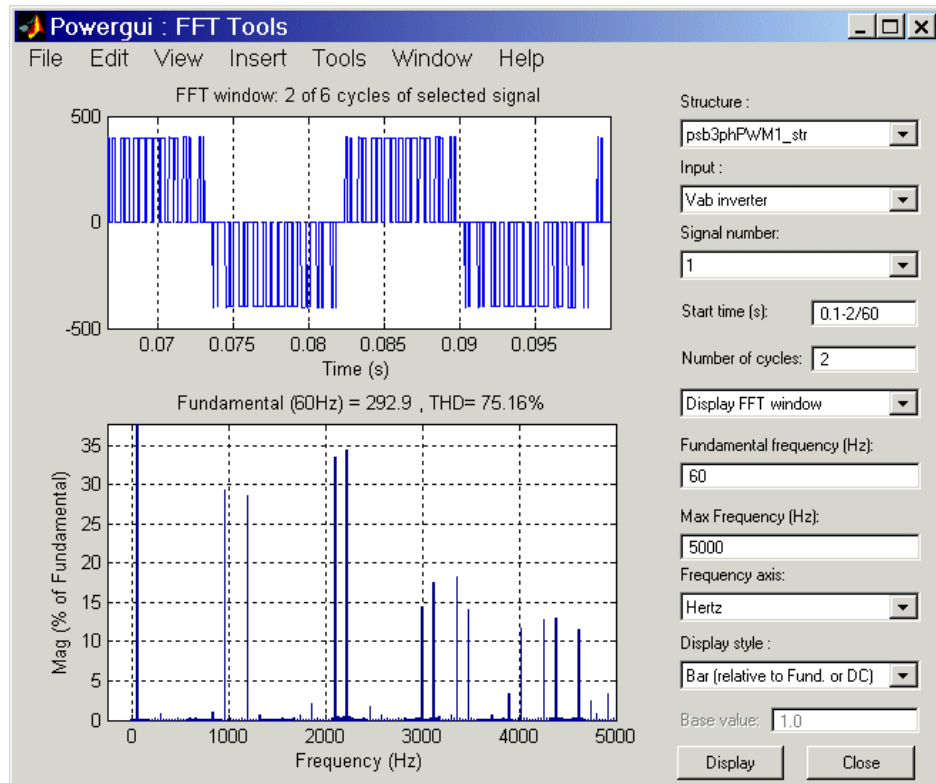 Powergui : FFT Tools
File Edit View Insert Tools Window Help
FFT window: 2 of 6 cycles of selected signal
500
0
-500
0.07 0.075 0.08 0.085 0.09 0.095
Time (s)
Fundamental (60Hz) = 292.9 , THD= 75.16%
Mag (% of Fundamental)
35
30
25
20
15
10
5
0
0 1000 2000 3000 4000 5000
Frequency (Hz)
Structure :
psb3phPWM1_str
Input :
Vab inverter
Signal number:
1
Start time (s): 0.1-2/60
Number of cycles: 2
Display FFT window
Fundamental frequency (Hz):
60
Max Frequency (Hz):
5000
Frequency axis:
Hertz
Display style :
Bar (relative to Fund. or DC)
Base value: 1.0
Display Close